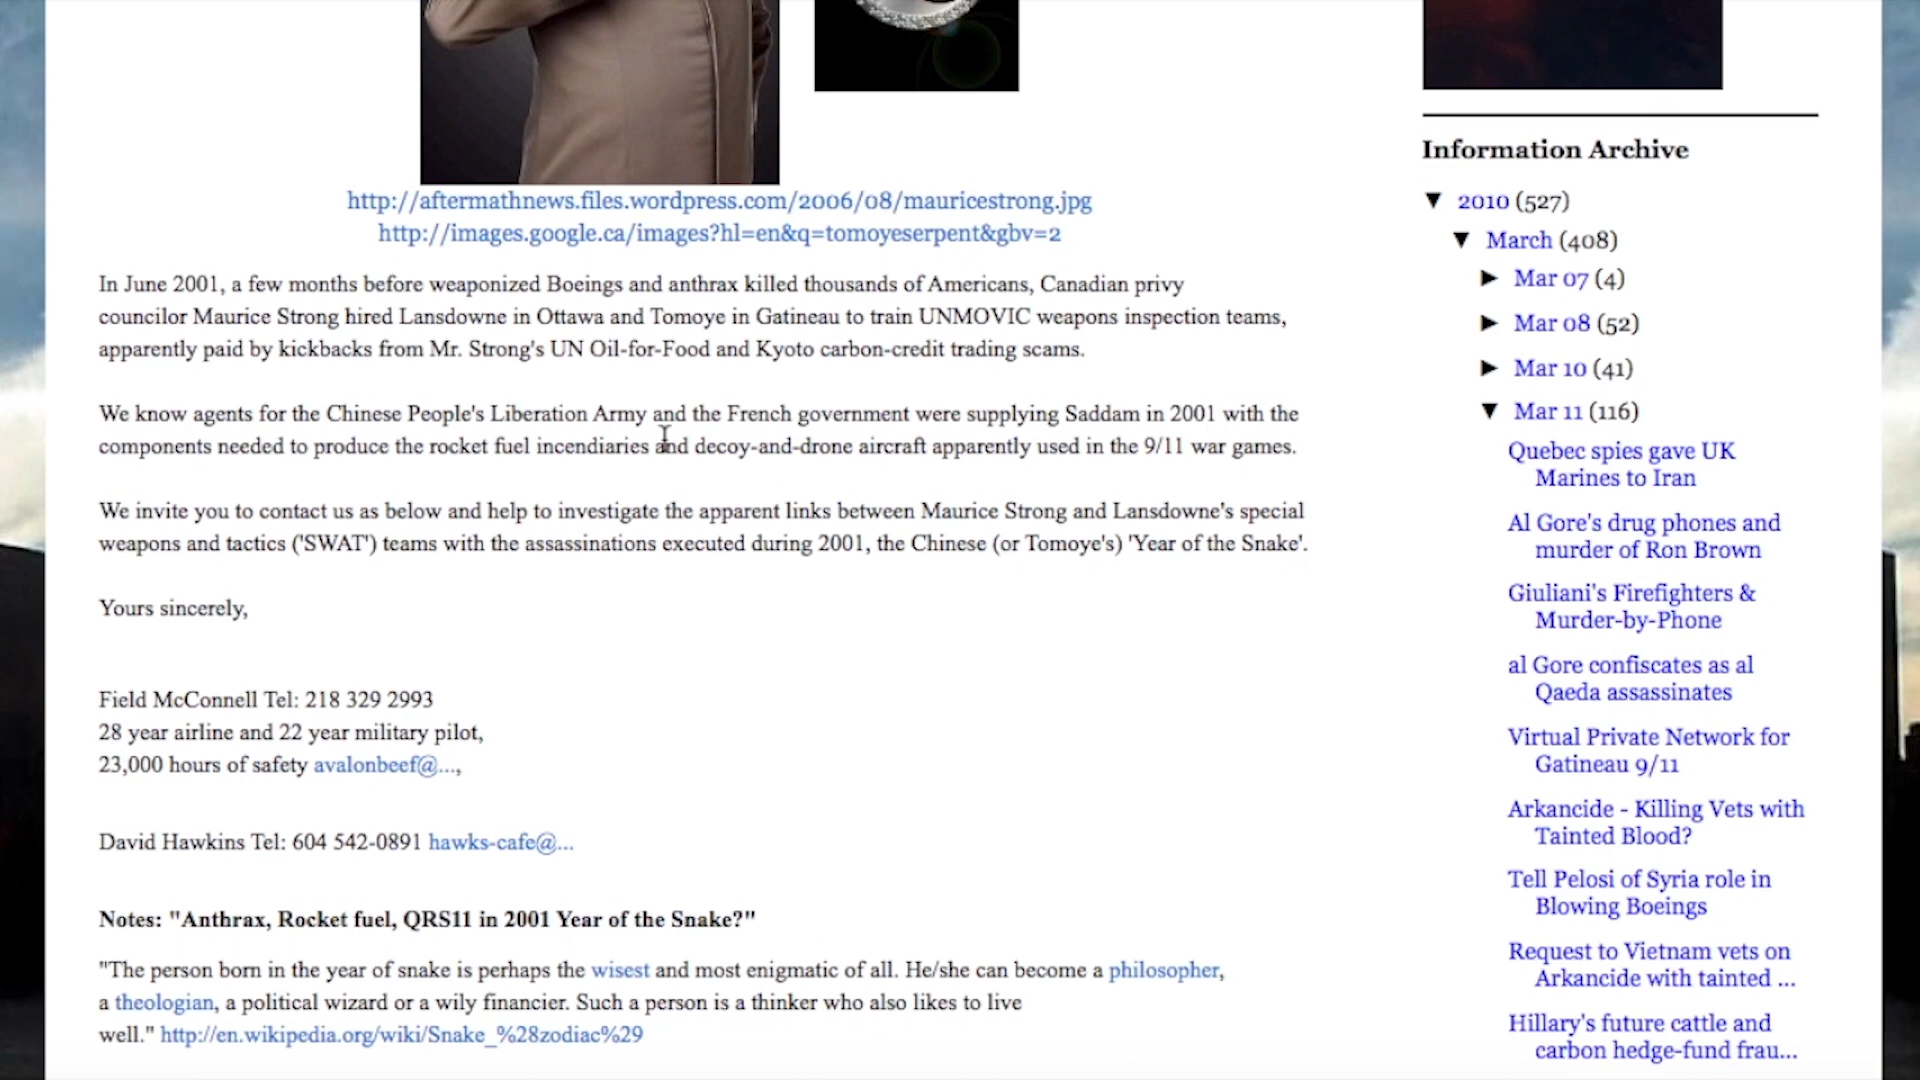 http://aftermathnews.files.wordpress.com/2006/08/mauricestrong.jpg
http://images.google.ca/images?hl=en&q=tomoyeserpent&gbv=2
In June 2001, a few months before weaponized Boeings and anthrax killed thousands of Americans, Canadian privy
councilor Maurice Strong hired Lansdowne in Ottawa and Tomoye in Gatineau to train UNMOVIC weapons inspection teams,
apparently paid by kickbacks from Mr. Strong's UN Oil-for-Food and Kyoto carbon-credit trading scams.
We know agents for the Chinese People's Liberation Army and the French government were supplying Saddam in 2001 with the
components needed to produce the rocket fuel incendiaries and decoy-and-drone aircraft apparently used in the 9/11 war games.
We invite you to contact us as below and help to investigate the apparent links between Maurice Strong and Lansdowne's special
weapons and tactics ('SWAT') teams with the assassinations executed during 2001, the Chinese (or Tomoye's) 'Year of the Snake'.
Yours sincerely,
Field McConnell Tel: 218 329 2993
28 year airline and 22 year military pilot,
23,000 hours of safety avalonbeef@...,
David Hawkins Tel: 604 542-0891 hawks-cafe@...
Notes: "Anthrax, Rocket fuel, QRS11 in 2001 Year of the Snake?"
"The person born in the year of snake is perhaps the wisest and most enigmatic of all. He/she can become a philosopher,
a theologian, a political wizard or a wily financier. Such a person is a thinker who also likes to live
well." http://en.wikipedia.org/wiki/Snake_%28zodiac%29
Information Archive
▼ 2010 (527)
▼ March (408)
► Mar 07 (4)
► Mar 08 (52)
► Mar 10 (41)
▼ Mar 11 (116)
Quebec spies gave UK
Marines to Iran
Al Gore's drug phones and
murder of Ron Brown
Giuliani's Firefighters &
Murder-by-Phone
al Gore confiscates as al
Qaeda assassinates
Virtual Private Network for
Gatineau 9/11
Arkancide - Killing Vets with
Tainted Blood?
Tell Pelosi of Syria role in
Blowing Boeings
Request to Vietnam vets on
Arkancide with tainted ...
Hillary's future cattle and
carbon hedge-fund frau...